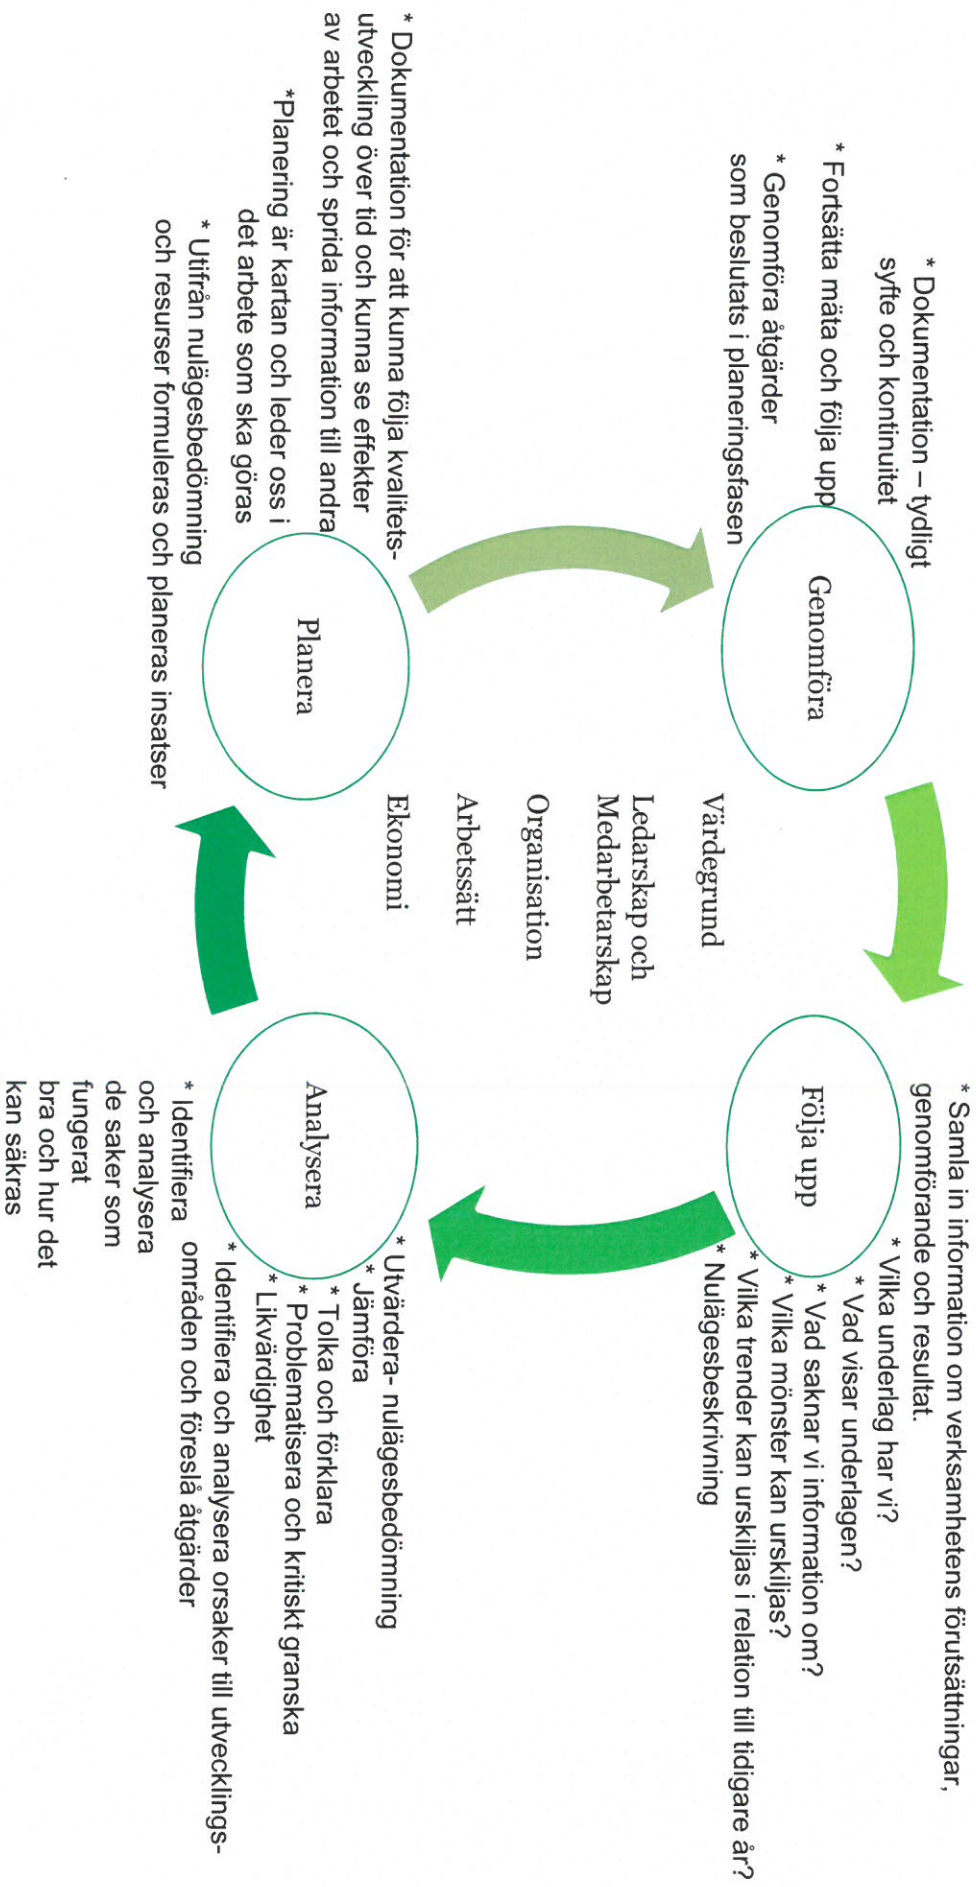 * Dokumentation – tydligt
syfte och kontinuitet
* Fortsätta mäta och följa upp
* Genomföra åtgärder
som beslutats i planeringsfasen
Genomföra
* Samla in information om verksamhetens förutsättningar,
genomförande och resultat.
* Vilka underlag har vi?
* Vad visar underlagen?
* Vad saknar vi information om?
* Vilka mönster kan urskiljas?
* Vilka trender kan urskiljas i relation till tidigare år?
* Nulägesbeskrivning
Följa upp
Värdegrund
Ledarskap och
Medarbetarskap
Organisation
Arbetssätt
Ekonomi
* Dokumentation för att kunna följa kvalitets-
utveckling över tid och kunna se effekter
av arbetet och sprida information till andra
*Planering är kartan och leder oss i
det arbete som ska göras
* Utifrån nulägesbedömning
och resurser formuleras och planeras insatser
Planera
Analysera
* Utvärdera- nulägesbedömning
* Jämföra
* Tolka och förklara
* Problematisera och kritiskt granska
* Likvärdighet
* Identifiera och analysera orsaker till utvecklings-
områden och föreslå åtgärder
* Identifiera
och analysera
de saker som
fungerat
bra och hur det
kan säkras